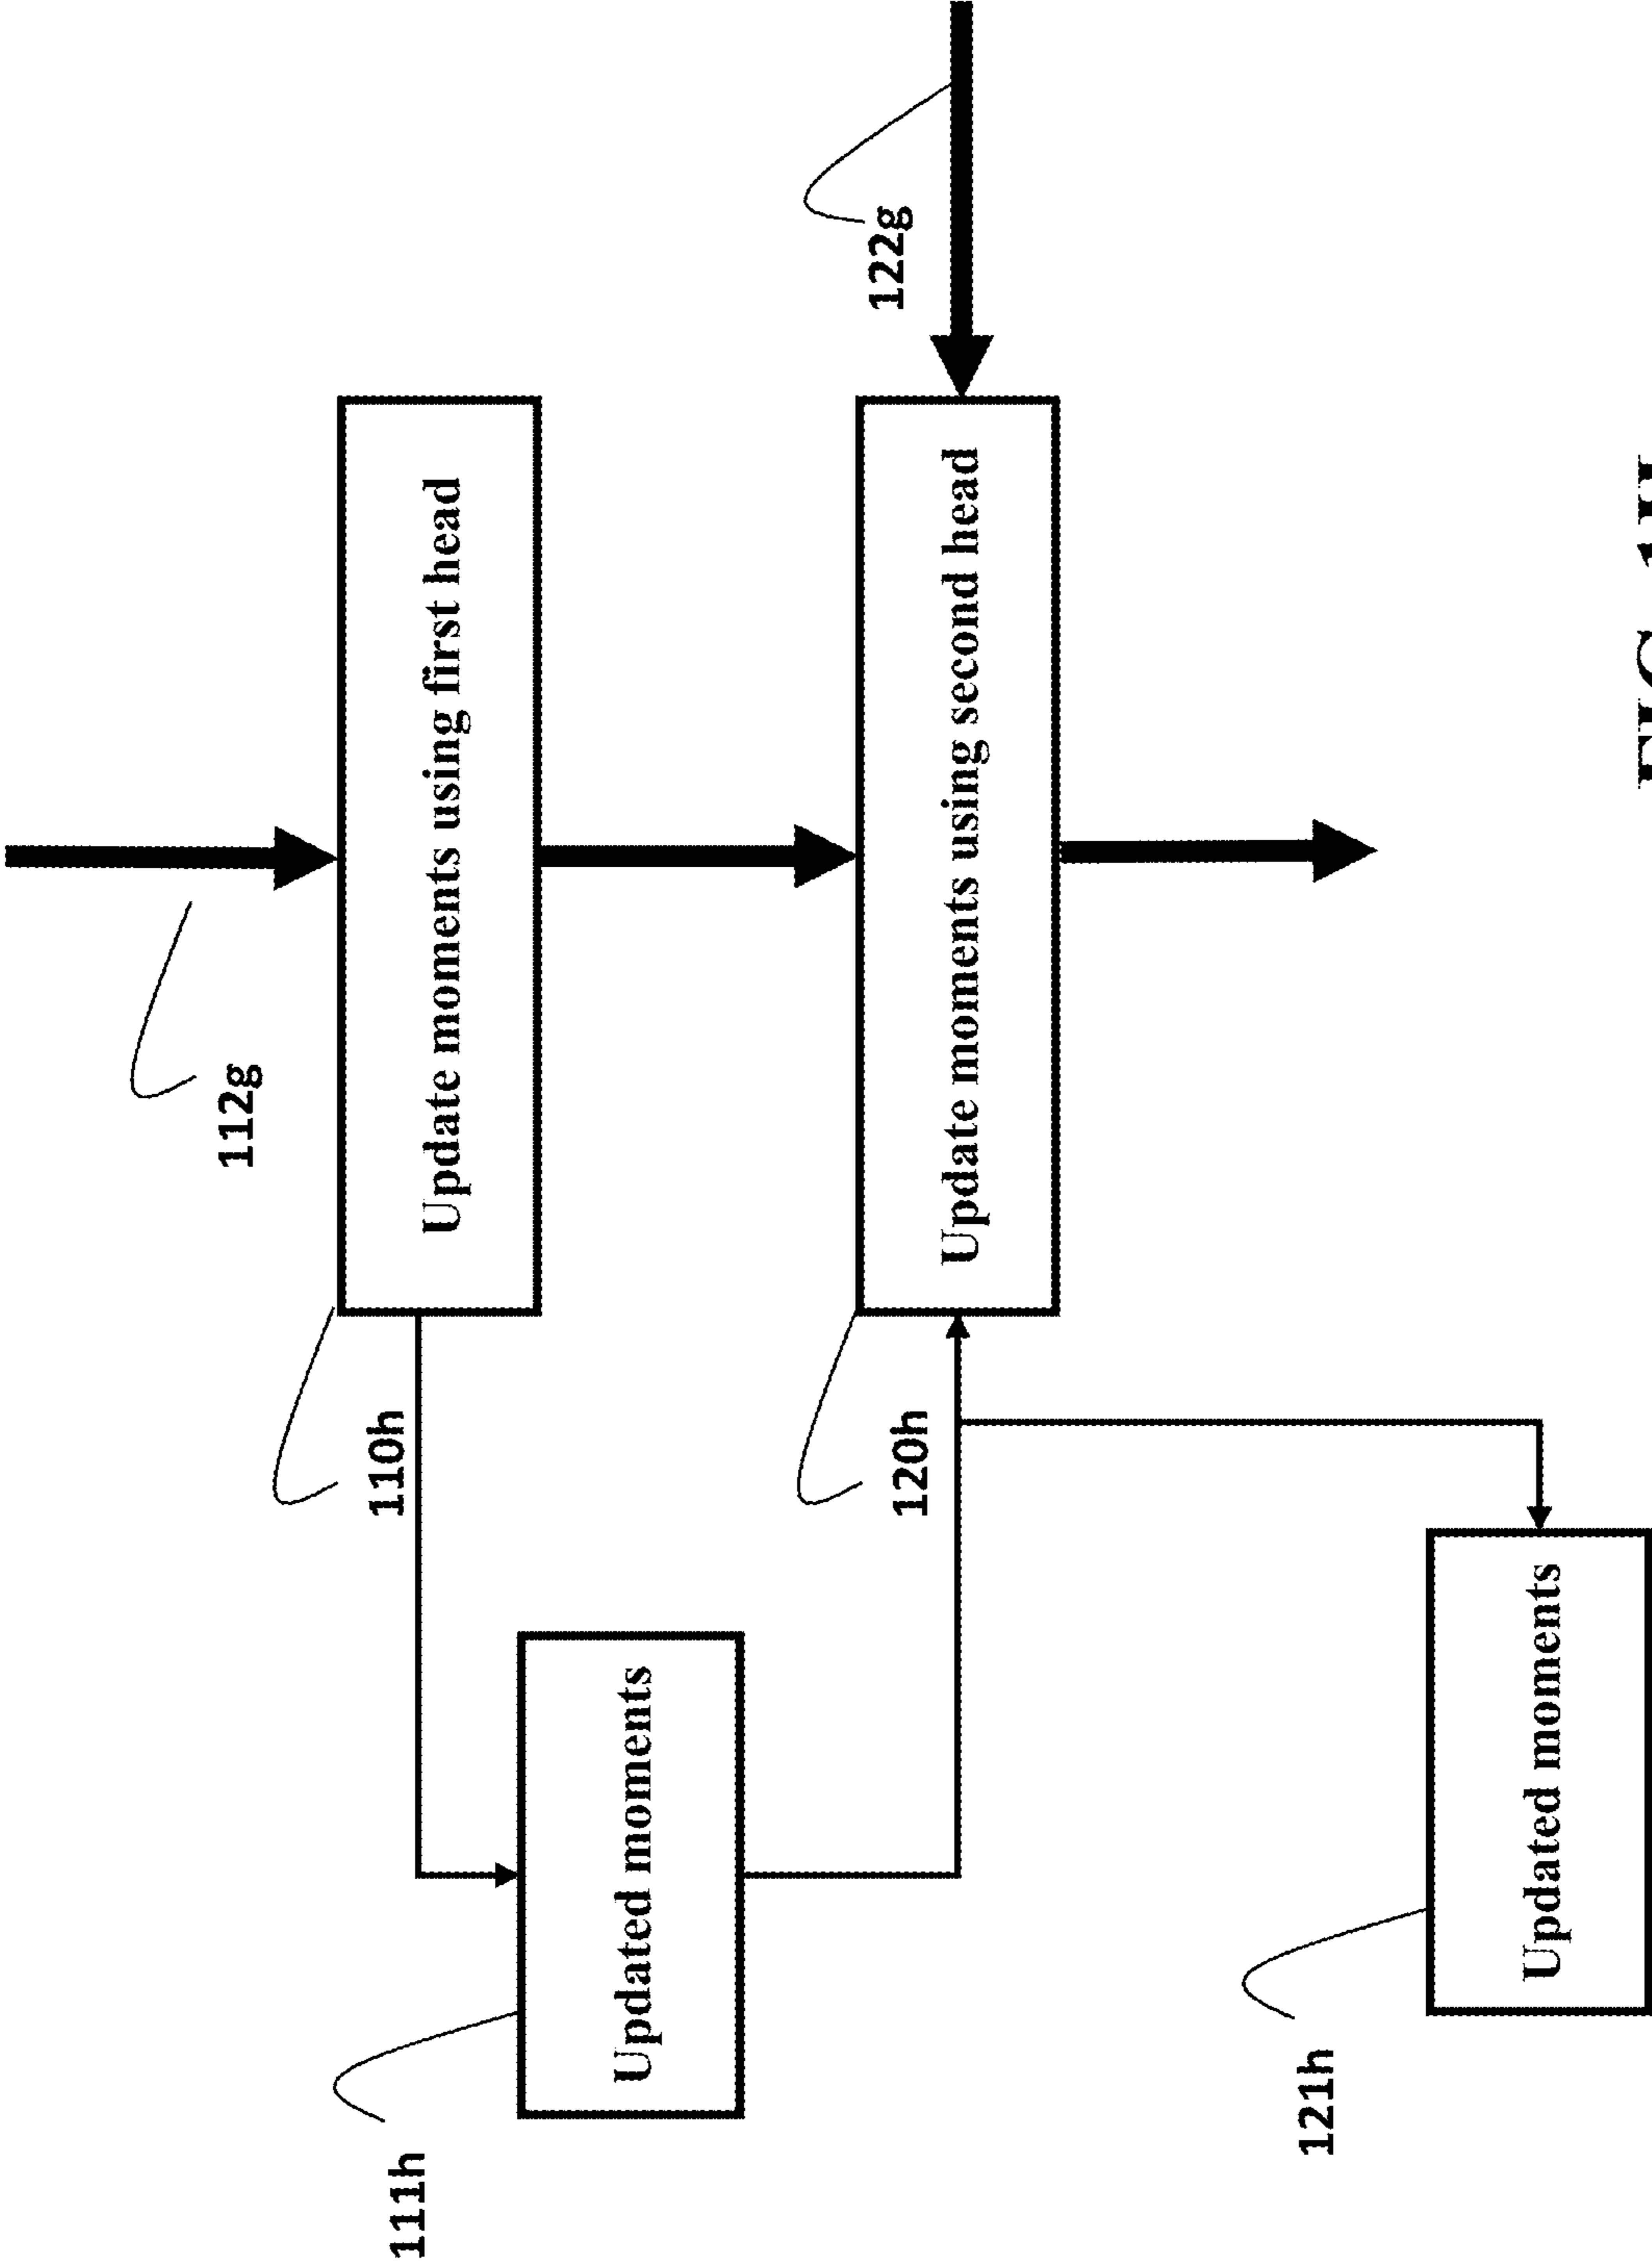 112g
Update moments using first head
110h
111h
Updated moments
122g
Update moments using second head
120h
121h
Updated moments